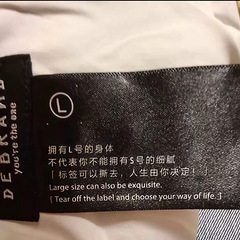 DEBRAND
you're the one
L
拥有L号的身体
不代表你不能拥有S号的细腻
[ 标签可以撕去，人生由你决定！ ]
Large size can also be exquisite.
[ Tear off the label and choose your way of life. ]